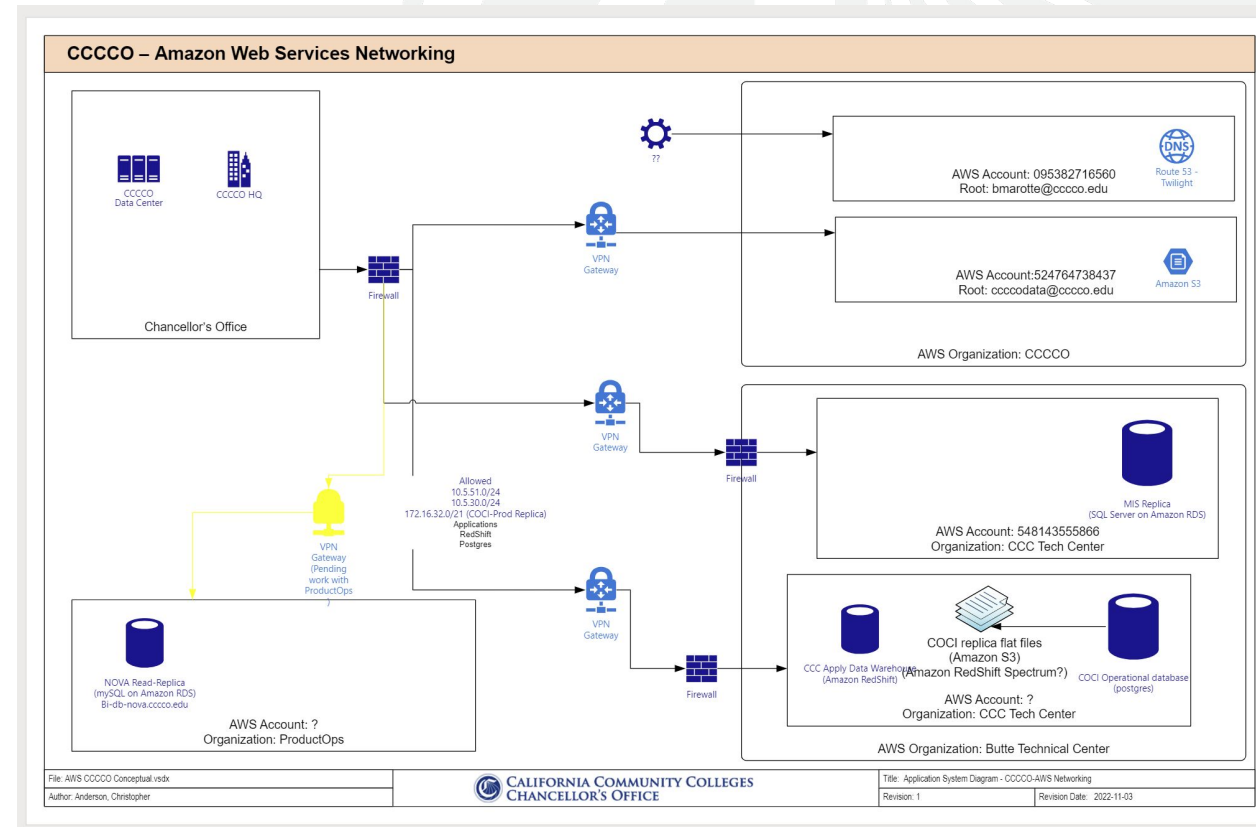 CCCCO – Amazon Web Services Networking
CCCCO
Data Center
CCCCO HQ
Chancellor's Office
Firewall
??
VPN
Gateway
AWS Account: 095382716560
Root: bmarotte@cccco.edu
Route 53 -
Twilight
DNS
AWS Account:524764738437
Root: ccccodata@cccco.edu
Amazon S3
AWS Organization: CCCCO
VPN
Gateway
Firewall
MIS Replica
(SQL Server on Amazon RDS)
AWS Account: 548143555866
Organization: CCC Tech Center
Allowed
10.5.51.0/24
10.5.30.0/24
172.16.32.0/21 (COCI-Prod Replica)
Applications
RedShift
Postgres
VPN
Gateway
(Pending
work with
ProductOps
)
NOVA Read-Replica
(mySQL on Amazon RDS)
Bi-db-nova.cccco.edu
AWS Account: ?
Organization: ProductOps
VPN
Gateway
Firewall
CCC Apply Data Warehouse
(Amazon RedShift)
COCI replica flat files
(Amazon S3)
(Amazon RedShift Spectrum?)
COCI Operational database
(postgres)
AWS Account: ?
Organization: CCC Tech Center
AWS Organization: Butte Technical Center
File: AWS CCCCO Conceptual.vsdx
Author: Anderson, Christopher
CALIFORNIA COMMUNITY COLLEGES
CHANCELLOR'S OFFICE
Title: Application System Diagram - CCCCO-AWS Networking
Revision: 1
Revision Date: 2022-11-03